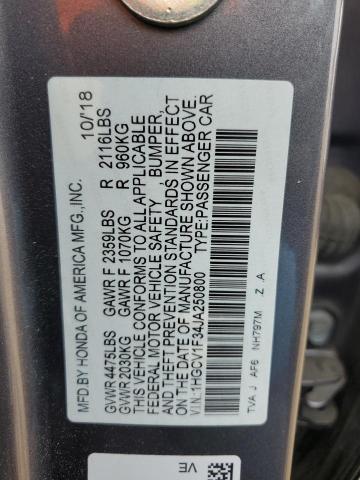 MFD.BY HONDA OF AMERICA MFG.,INC. 10/'18
GVWR 4475LBS GAWR F 2359LBS R 2116LBS
GVWR 2030KG GAWR F 1070KG R 960KG
THIS VEHICLE CONFORMS TO ALL APPLICABLE
FEDERAL MOTOR VEHICLE SAFETY , BUMPER,
AND THEFT PREVENTION STANDARDS IN EFFECT
ON THE DATE OF MANUFACTURE SHOWN ABOVE.
V.I.N.:1HGCV1F34JA250800 TYPE:PASSENGER CAR
TVA J AF6 NH797M Z .A
VE